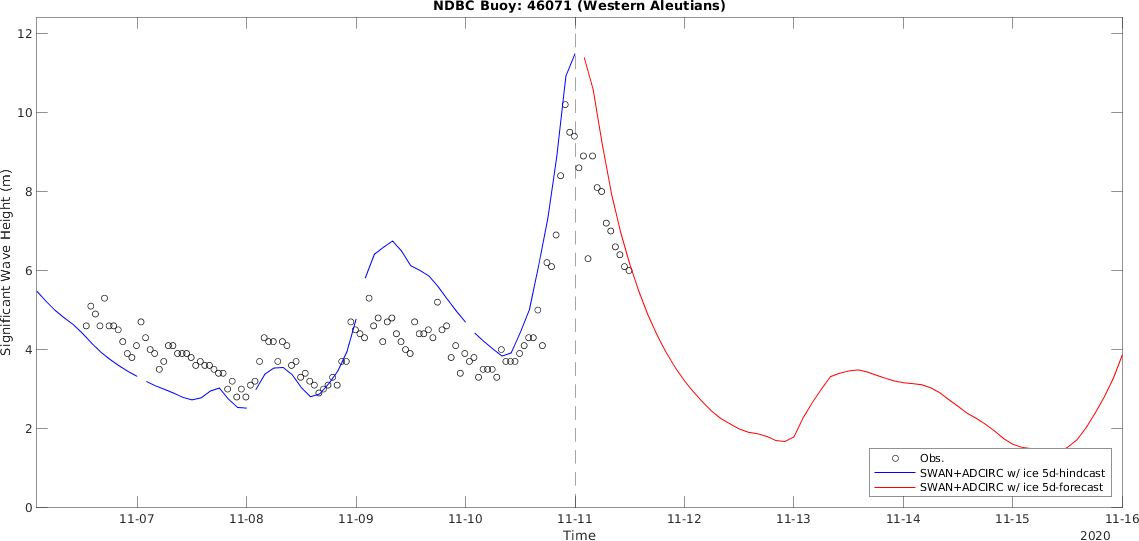 NDBC Buoy: 46071 (Western Aleutians)
12
10
8
6
4
2
0
Significant Wave Height (m)
Obs.
SWAN+ADCIRC w/ ice 5d-hindcast
SWAN+ADCIRC w/ ice 5d-forecast
11-07 11-08 11-09 11-10 11-11 11-12 11-13 11-14 11-15 11-16
Time
2020